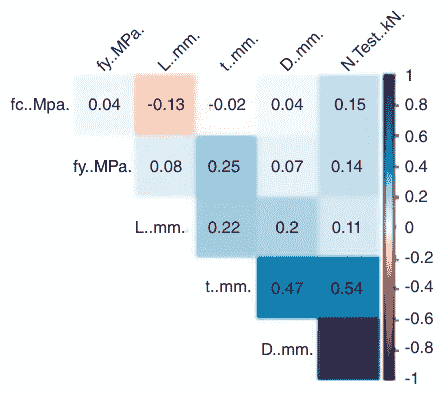 fy..MPa. L..mm. t..mm. D..mm. N.Test..kN.
fc..Mpa. 0.04 -0.13 -0.02 0.04 0.15
fy..MPa. 0.08 0.25 0.07 0.14
L..mm. 0.22 0.2 0.11
t..mm. 0.47 0.54
D..mm.
1
0.8
0.6
0.4
0.2
0
-0.2
-0.4
-0.6
-0.8
-1